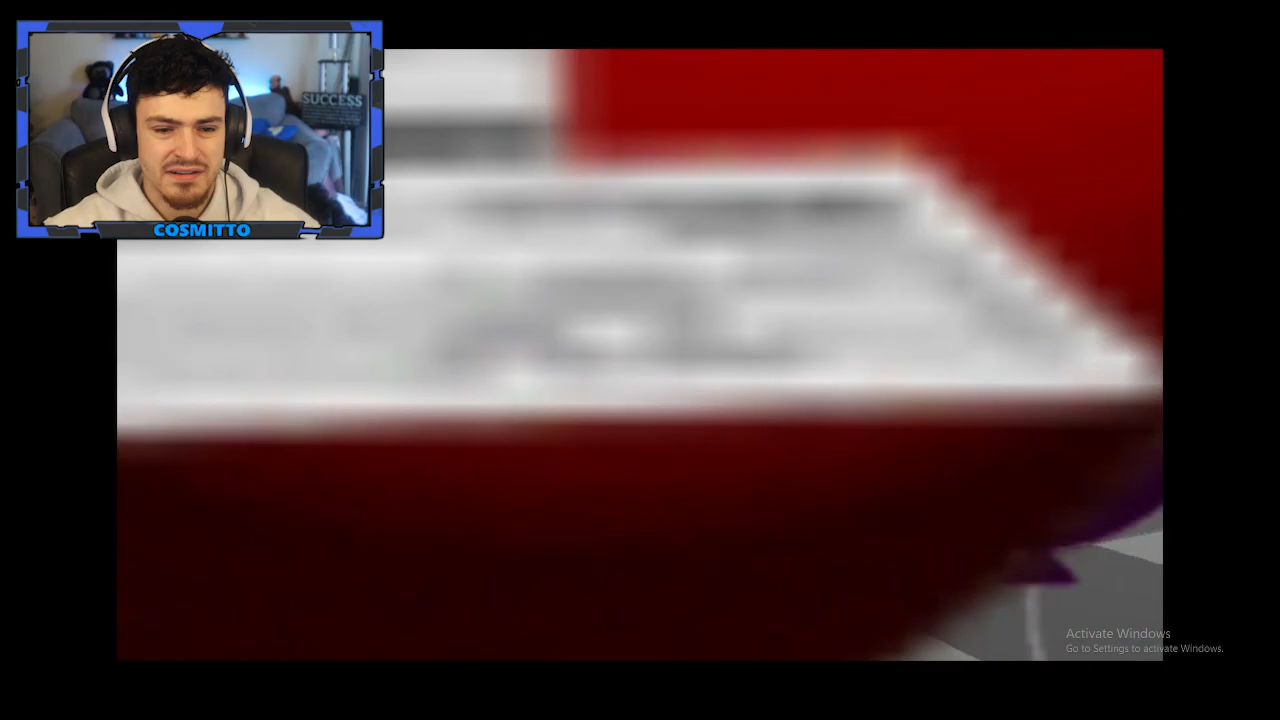 SUCCESS
COSMITTO
Activate Windows
Go to Settings to activate Windows.